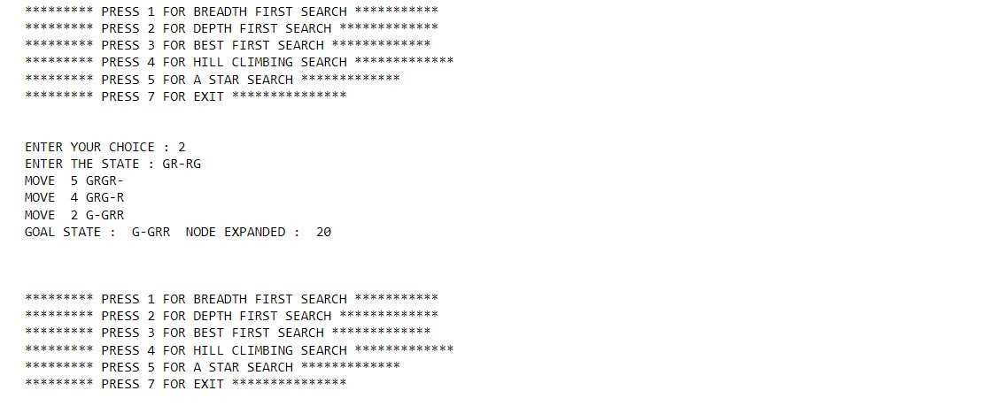 ********* PRESS 1 FOR BREADTH FIRST SEARCH ***********
********* PRESS 2 FOR DEPTH FIRST SEARCH *************
********* PRESS 3 FOR BEST FIRST SEARCH *************
********* PRESS 4 FOR HILL CLIMBING SEARCH *************
********* PRESS 5 FOR A STAR SEARCH *************
********* PRESS 7 FOR EXIT ***************
ENTER YOUR CHOICE : 2
ENTER THE STATE : GR-RG
MOVE  5 GRGR-
MOVE  4 GRG-R
MOVE  2 G-GRR
GOAL STATE :  G-GRR  NODE EXPANDED :  20
********* PRESS 1 FOR BREADTH FIRST SEARCH ***********
********* PRESS 2 FOR DEPTH FIRST SEARCH *************
********* PRESS 3 FOR BEST FIRST SEARCH *************
********* PRESS 4 FOR HILL CLIMBING SEARCH *************
********* PRESS 5 FOR A STAR SEARCH *************
********* PRESS 7 FOR EXIT ***************